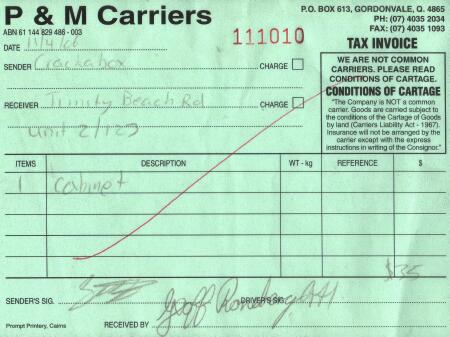 P & M Carriers
P.O. BOX 613, GORDONVALE, Q. 4865
PH: (07) 4035 2034
FAX: (07) 4035 1093
ABN 61 144 829 486 - 003
111010
TAX INVOICE
DATE 11/4/06
SENDER Crackabox CHARGE
WE ARE NOT COMMON
CARRIERS. PLEASE READ
CONDITIONS OF CARTAGE.
CONDITIONS OF CARTAGE
"The Company is NOT a common
carrier. Goods are carried subject to
the conditions of the Cartage of Goods
by land (Carriers Liability Act - 1967).
Insurance will not be arranged by the
carrier except with the express
instructions in writing of the Consignor."
RECEIVER Trinity Beach Rd CHARGE
Unit 2/123
ITEMS DESCRIPTION WT - kg REFERENCE $
1 Cabinet
$35
SENDER'S SIG. DRIVER'S SIG.
Prompt Printery, Cairns RECEIVED BY Geoff